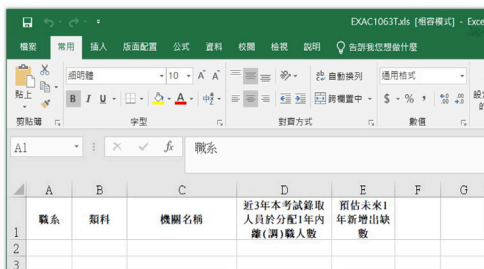 EXAC1063T.xls [相容模式] - Exce
檔案 常用 插入 版面配置 公式 資料 校閱 檢視 說明 告訴我您想做什麼
細明體 10 A A 自動換列 通用格式
貼上 B I U A 中 跨欄置中 $ % , .0 .00 設
剪貼簿 字型 對齊方式 數值
A1 fx 職系
A B C D E F G
1 職系 類科 機關名稱 近3年本考試錄取人員於分配1年內離(調)職人數 預估未來1年新增出缺數
2
3